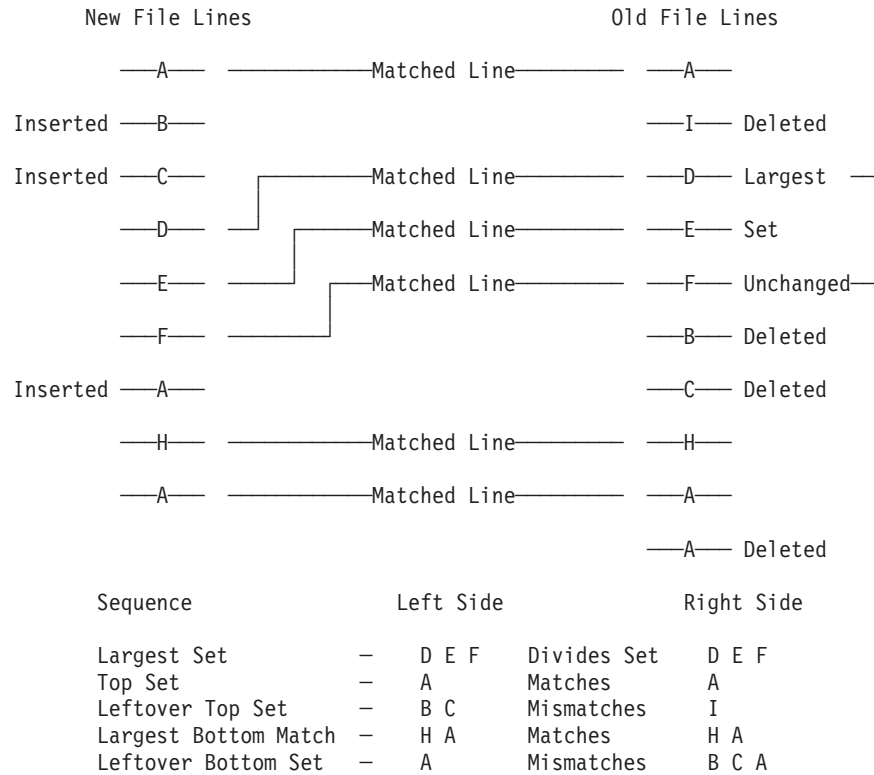 New File Lines Old File Lines
———A——— ————————————Matched Line————————— ———A———
Inserted ———B——— ———I——— Deleted
Inserted ———C——— Matched Line————————— ———D——— Largest ——
———D——— Matched Line————————— ———E——— Set
———E——— Matched Line————————— ———F——— Unchanged——
———F——— ———B——— Deleted
Inserted ———A——— ———C——— Deleted
———H——— ————————————Matched Line————————— ———H———
———A——— ————————————Matched Line————————— ———A———
———A——— Deleted
Sequence Left Side Right Side
Largest Set — D E F Divides Set D E F
Top Set — A Matches A
Leftover Top Set — B C Mismatches I
Largest Bottom Match — H A Matches H A
Leftover Bottom Set — A Mismatches B C A